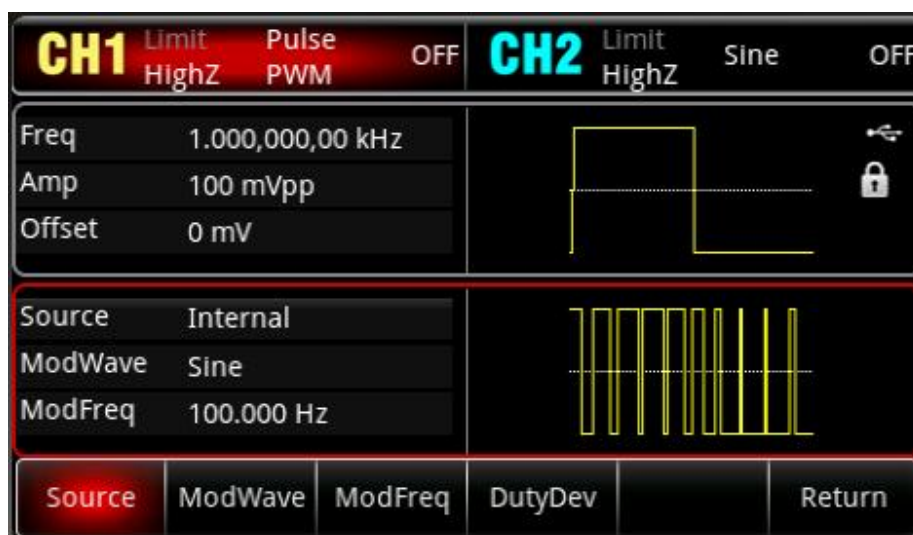 CH1 Limit Pulse OFF CH2 Limit Sine OFF
HighZ PWM HighZ
Freq 1.000,000,00 kHz
Amp 100 mVpp
Offset 0 mV
Source Internal
ModWave Sine
ModFreq 100.000 Hz
Source ModWave ModFreq DutyDev Return